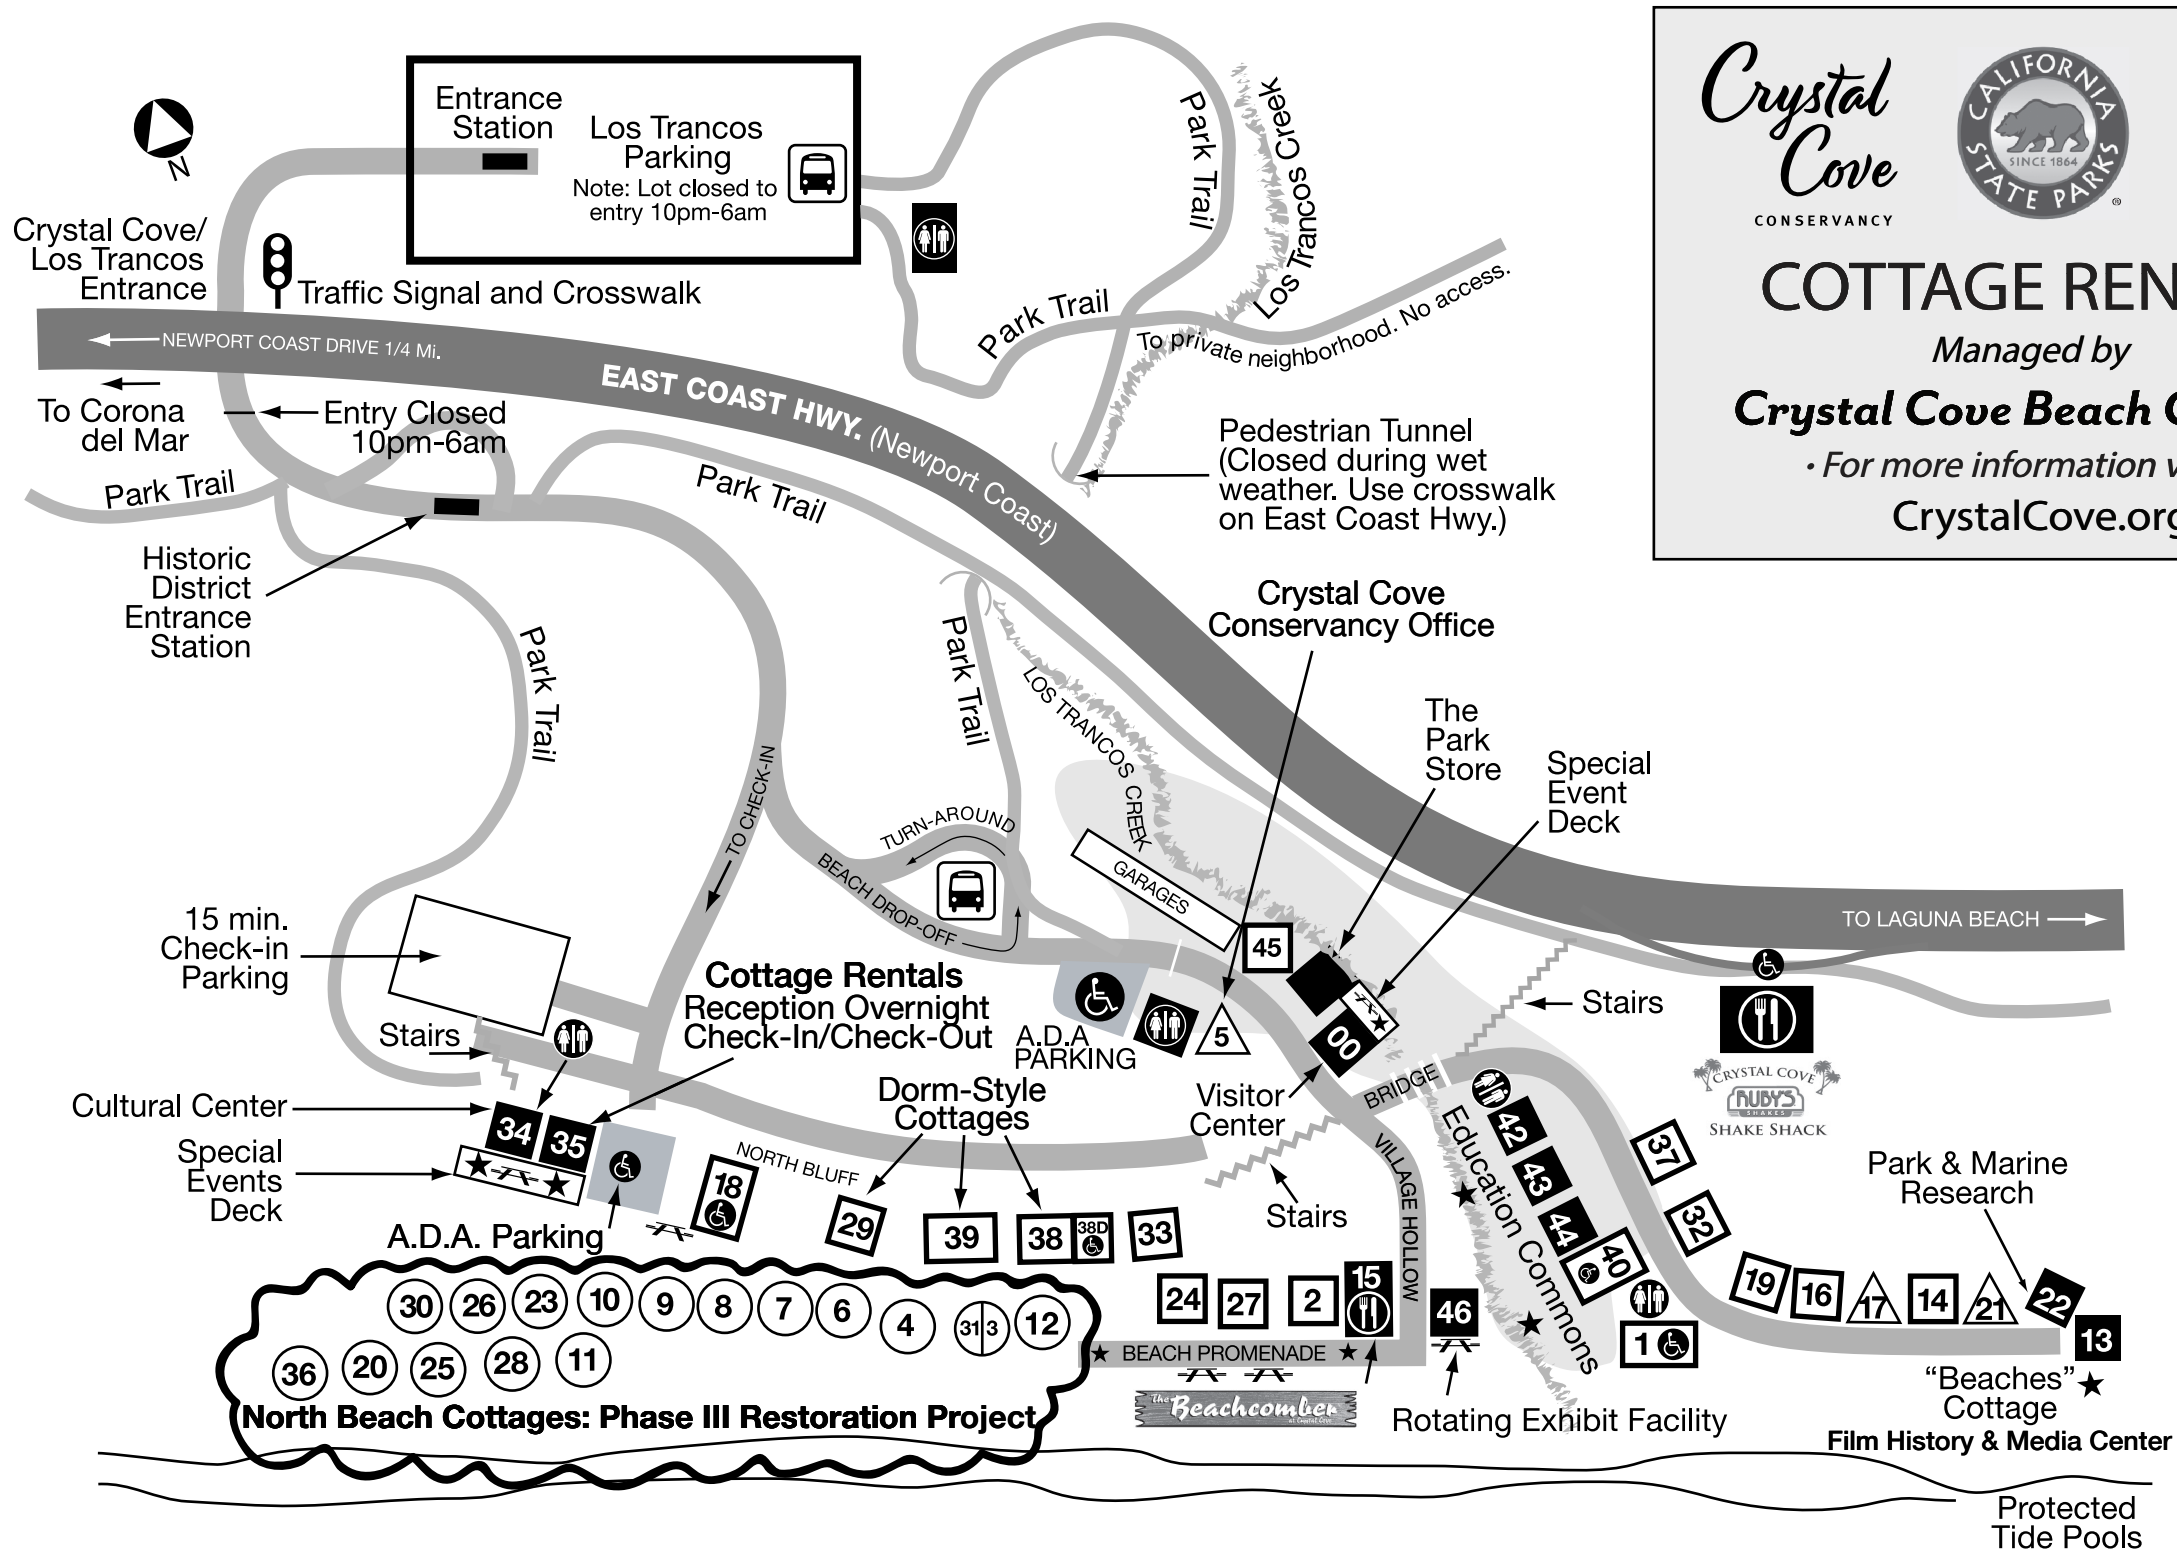 Entrance
Station
Los Trancos
Parking
Note: Lot closed to
entry 10pm-6am
N
Crystal Cove/
Los Trancos
Entrance
Traffic Signal and Crosswalk
Park Trail
Los Trancos Creek
Park Trail
To private neighborhood. No access.
NEWPORT COAST DRIVE 1/4 Mi.
EAST COAST HWY. (Newport Coast)
To Corona
del Mar
Entry Closed
10pm-6am
Park Trail
Park Trail
Pedestrian Tunnel
(Closed during wet
weather. Use crosswalk
on East Coast Hwy.)
Crystal
Cove
CONSERVANCY
CALIFORNIA
SINCE 1864
STATE PARKS
®
COTTAGE REN
Managed by
Crystal Cove Beach
• For more information
CrystalCove.org
Historic
District
Entrance
Station
Park Trail
Park Trail
LOS TRANCOS CREEK
Crystal Cove
Conservancy Office
The
Park
Store
Special
Event
Deck
TO CHECK-IN
TURN-AROUND
BEACH DROP-OFF
GARAGES
45
TO LAGUNA BEACH
15 min.
Check-in
Parking
Cottage Rentals
Reception Overnight
Check-In/Check-Out
Stairs
A.D.A
PARKING
5
00
Stairs
CRYSTAL COVE
RUBY'S
SHAKES
SHAKE SHACK
Cultural Center
34
35
Special
Events
Deck
A.D.A. Parking
18
NORTH BLUFF
Dorm-Style
Cottages
29
39
38
38D
33
Visitor
Center
BRIDGE
Stairs
VILLAGE HOLLOW
Education Commons
42
43
44
40
37
32
Park & Marine
Research
19
16
17
14
21
22
13
1
24
27
2
15
46
BEACH PROMENADE
The
Beachcomber
at Crystal Cove
Rotating Exhibit Facility
"Beaches"
Cottage
Film History & Media Center
30
26
23
10
9
8
7
6
4
31
3
12
36
20
25
28
11
North Beach Cottages: Phase III Restoration Project
Protected
Tide Pools